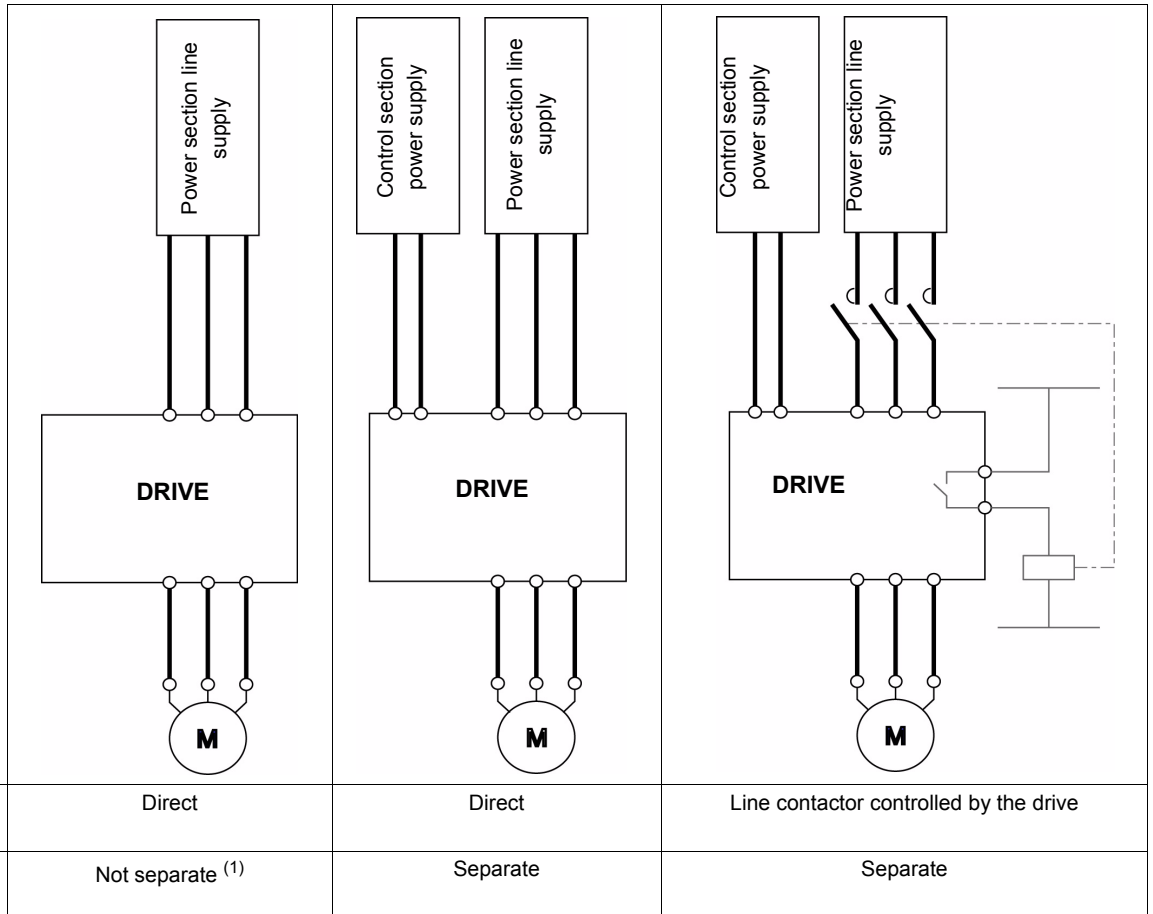 Power section line
supply
Control section
power supply
Power section line
supply
Control section
power supply
Power section line
supply
DRIVE
DRIVE
DRIVE
M
M
M
Direct
Direct
Line contactor controlled by the drive
Not separate (1)
Separate
Separate